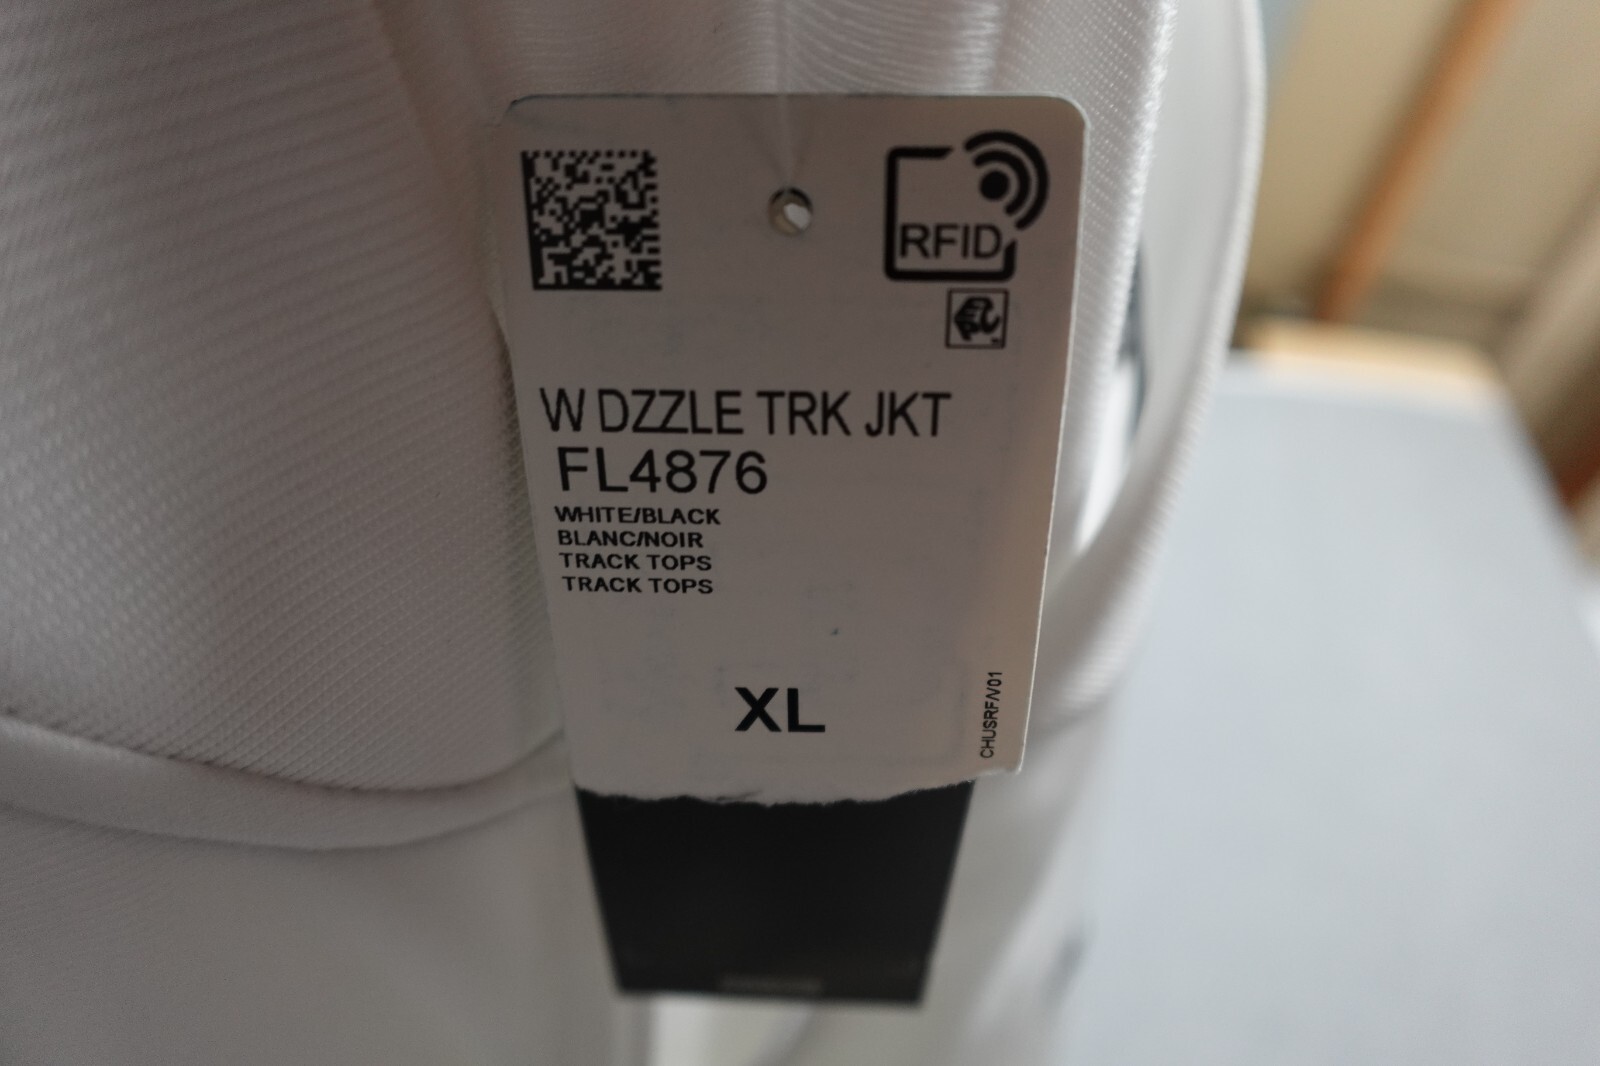 RFID
W DZZLE TRK JKT
FL4876
WHITE/BLACK
BLANC/NOIR
TRACK TOPS
TRACK TOPS
XL
CHUSRF/V01